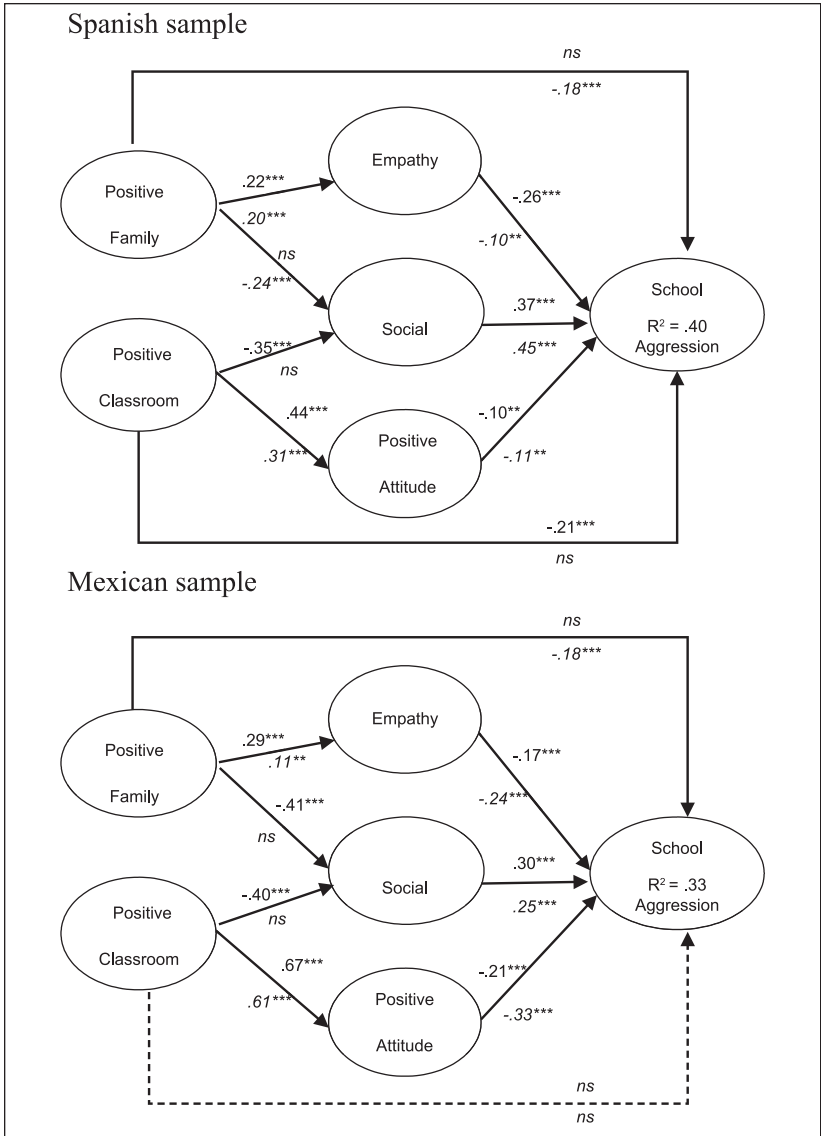 Spanish sample
ns
-.18***
Empathy
Positive
Family
.22***
.20***
ns
-.24***
-.26***
-.10**
Social
.37***
.45***
School
R² = .40
Aggression
Positive
Classroom
-.35***
ns
.44***
.31***
Positive
Attitude
-.10**
-.11**
-.21***
ns
Mexican sample
ns
-.18***
Empathy
Positive
Family
.29***
.11**
-.41***
ns
-.17***
-.24***
Social
.30***
.25***
School
R² = .33
Aggression
Positive
Classroom
-.40***
ns
.67***
.61***
Positive
Attitude
-.21***
-.33***
ns
ns